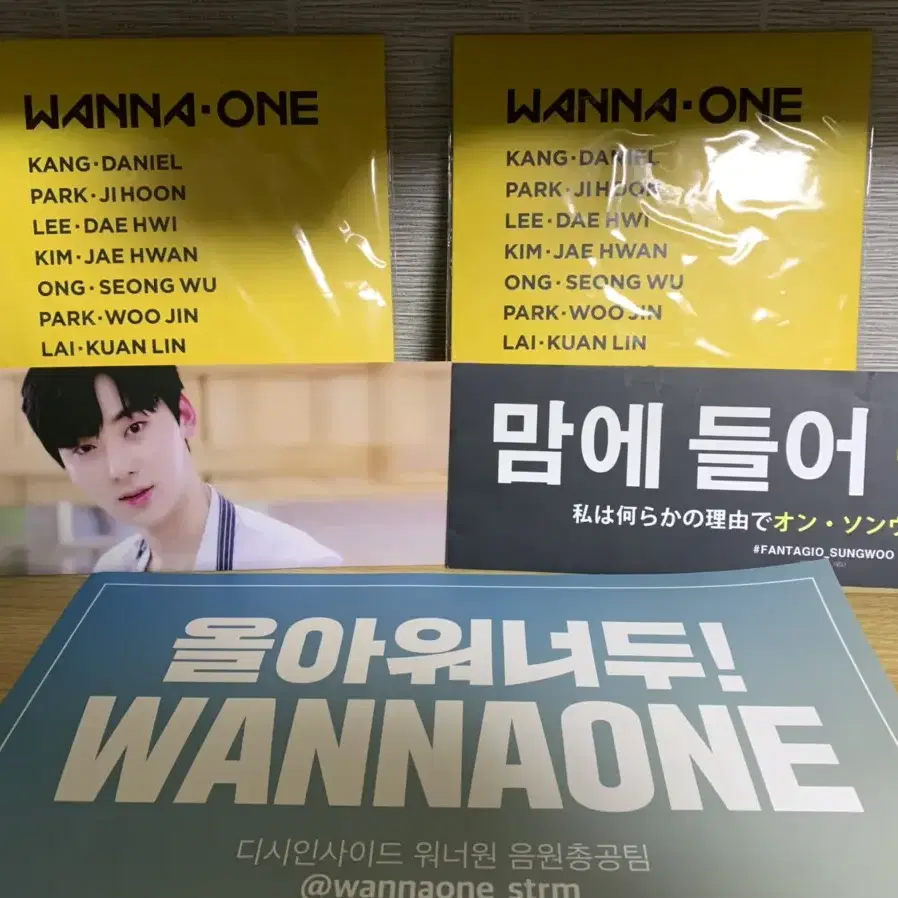 WANNA·ONE
KANG·DANIEL
PARK·JI HOON
LEE·DAE HWI
KIM·JAE HWAN
ONG·SEONG WU
PARK·WOO JIN
LAI·KUAN LIN
WANNA·ONE
KANG·DANIEL
PARK·JI HOON
LEE·DAE HWI
KIM·JAE HWAN
ONG·SEONG WU
PARK·WOO JIN
LAI·KUAN LIN
맘에 들어
私は何らかの理由でオン・ソンウ
#FANTAGIO_SUNGWOO
올아워너두!
WANNAONE
디시인사이드 워너원 음원총공팀
@wannaone_strm